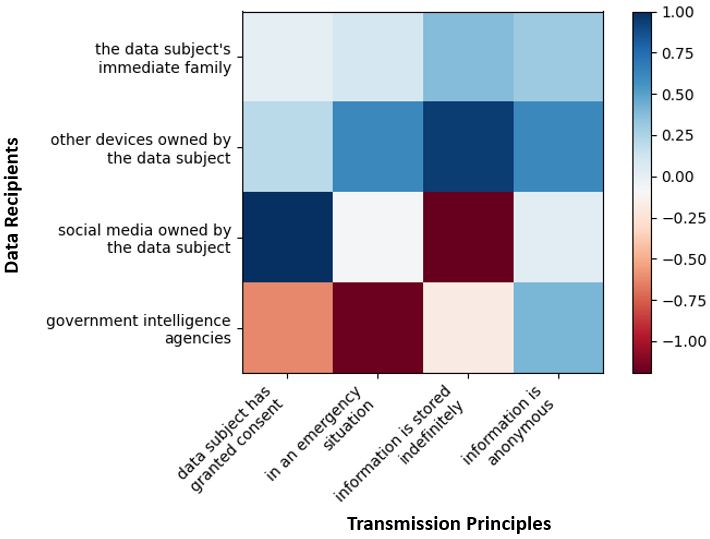 the data subject's
immediate family
other devices owned by
the data subject
social media owned by
the data subject
government intelligence
agencies
Data Recipients
1.00
0.75
0.50
0.25
0.00
−0.25
−0.50
−0.75
−1.00
data subject has
granted consent
in an emergency
situation
information is stored
indefinitely
information is
anonymous
Transmission Principles